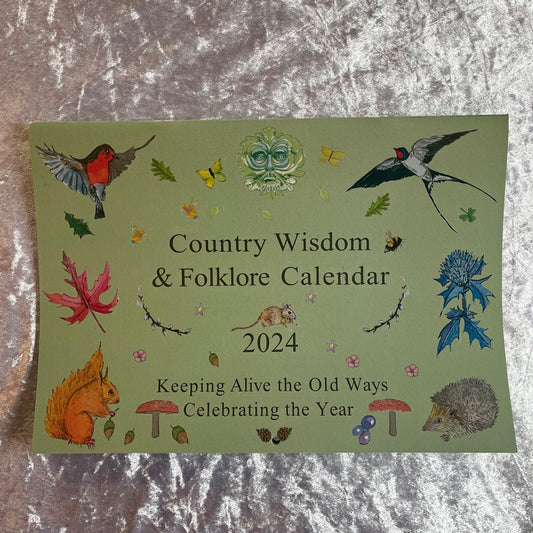 Country Wisdom
& Folklore Calendar
2024
Keeping Alive the Old Ways
Celebrating the Year